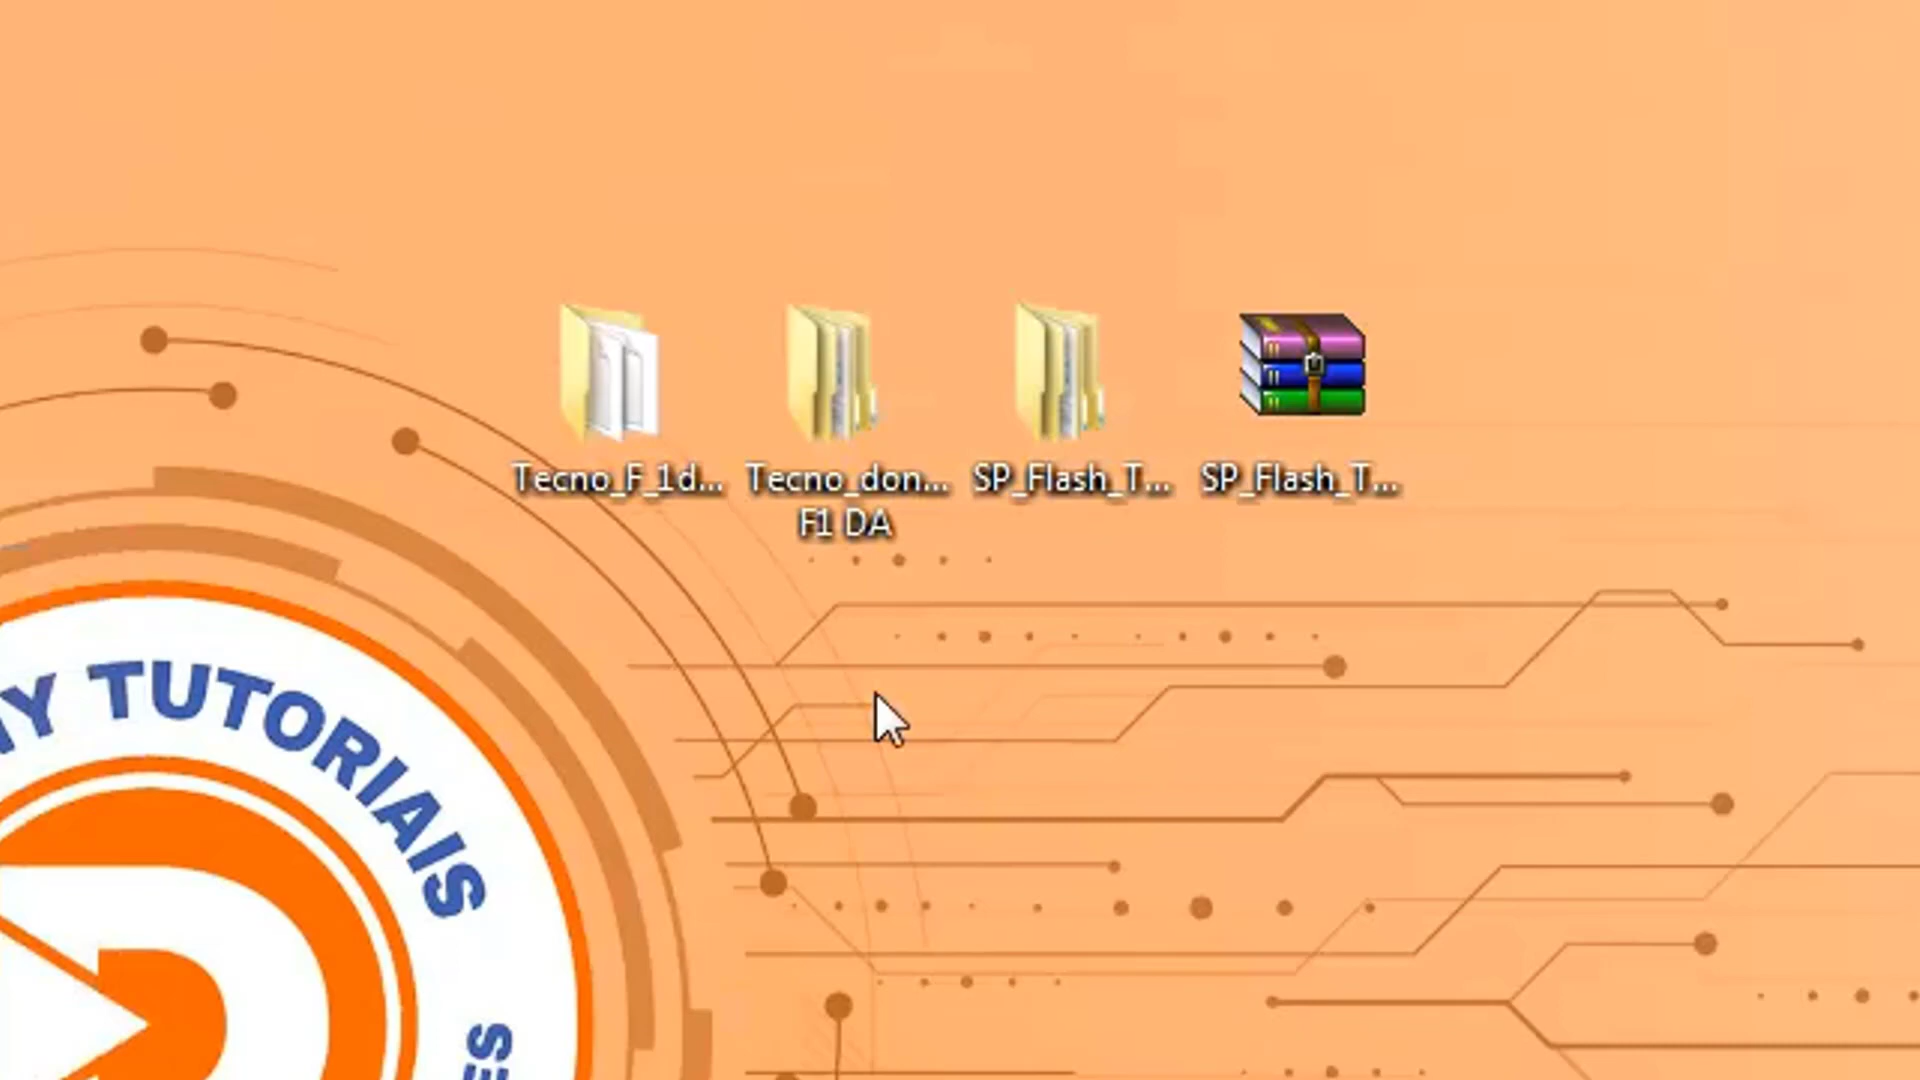 Tecno_F_1d...
Tecno_don...
F1 DA
SP_Flash_T...
SP_Flash_T...
TUTORIAIS